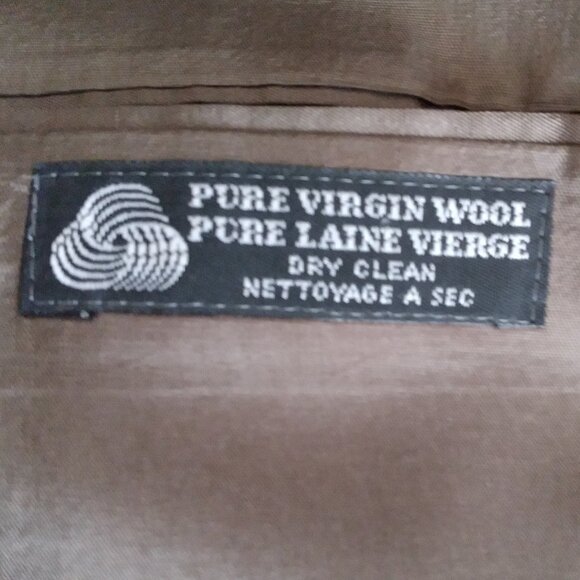 PURE VIRGIN WOOL
PURE LAINE VIERGE
DRY CLEAN
NETTOYAGE A SEC